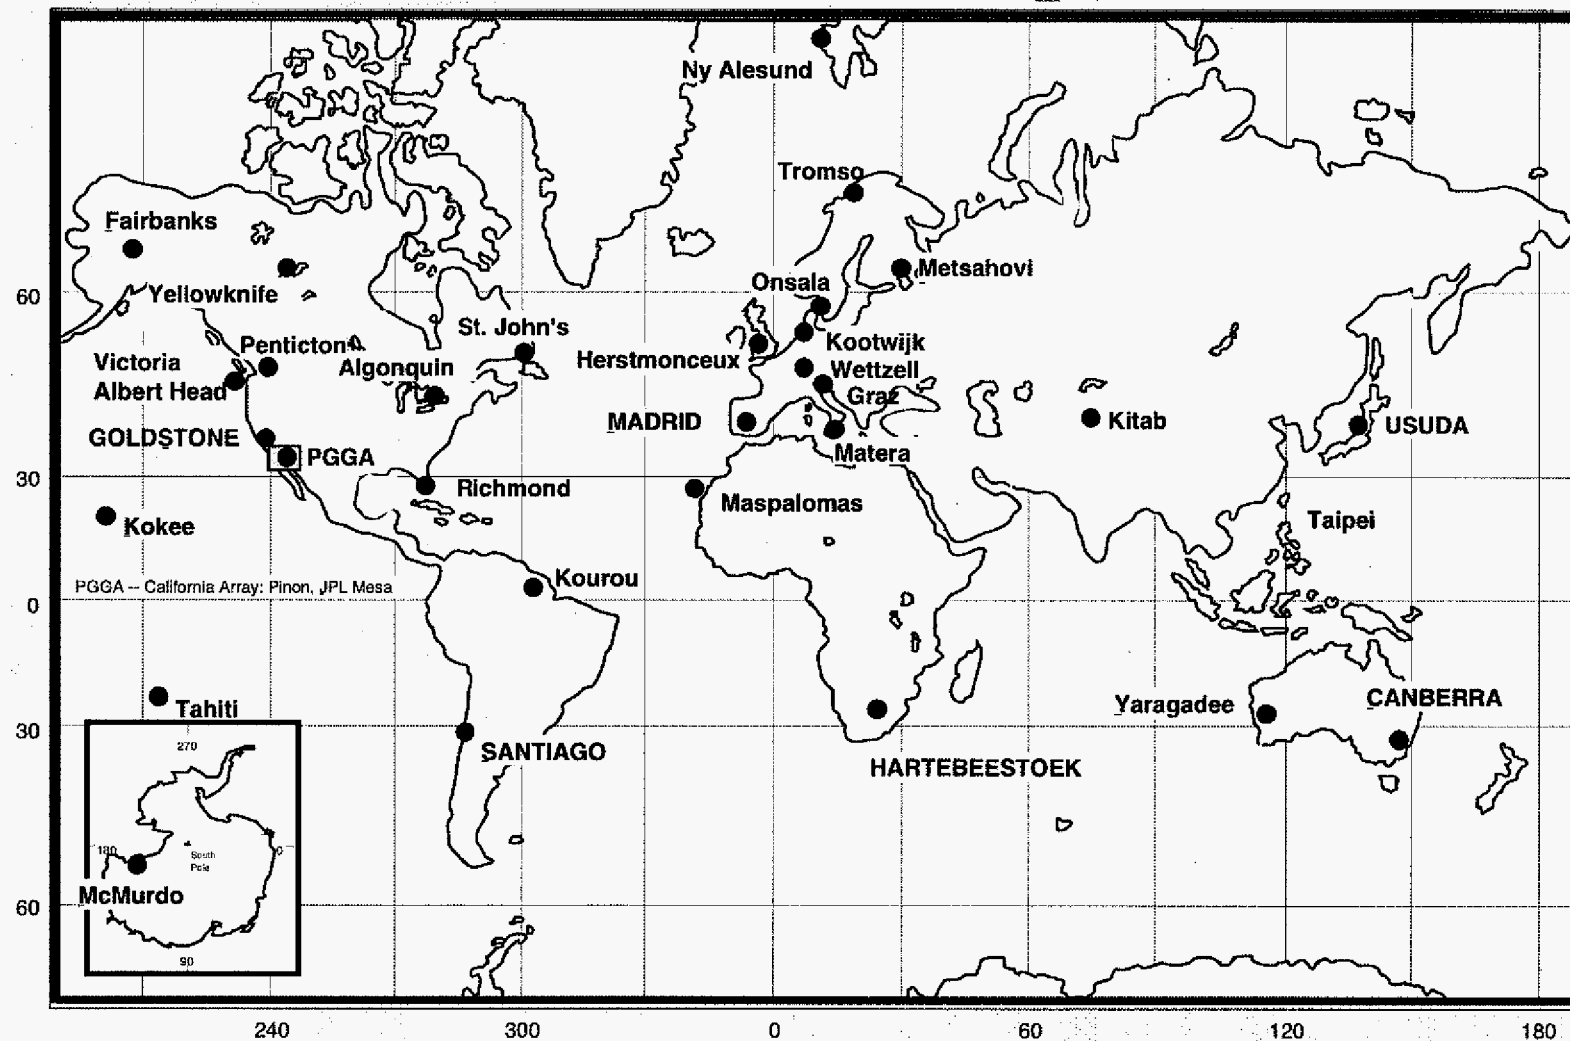 Ny Alesund
Tromso
Fairbanks
Metsahovi
Onsala
60
Yellowknife
St. John's
Penticton
Kootwijk
Victoria
Albert Head
Algonquin
Herstmonceux
Wettzell
Graz
MADRID
Kitab
USUDA
GOLDSTONE
PGGA
Matera
30
Richmond
Maspalomas
Taipei
Kokee
Kourou
PGGA -- California Array: Pinon, JPL Mesa
0
Tahiti
Yaragadee
CANBERRA
30
SANTIAGO
HARTEBEESTOEK
270
180
South
Pole
0
McMurdo
60
90
240
300
0
60
120
180